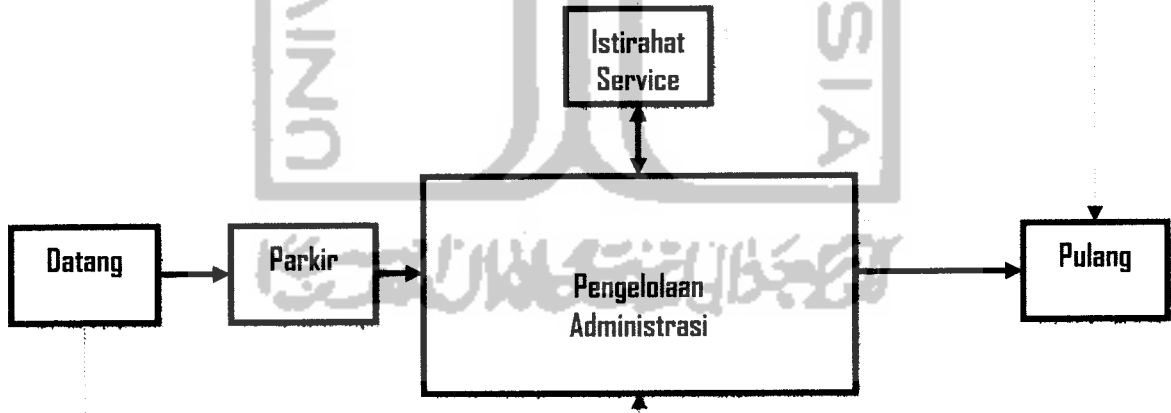 Istirahat
Service
Datang
Parkir
Pengelolaan
Administrasi
Pulang